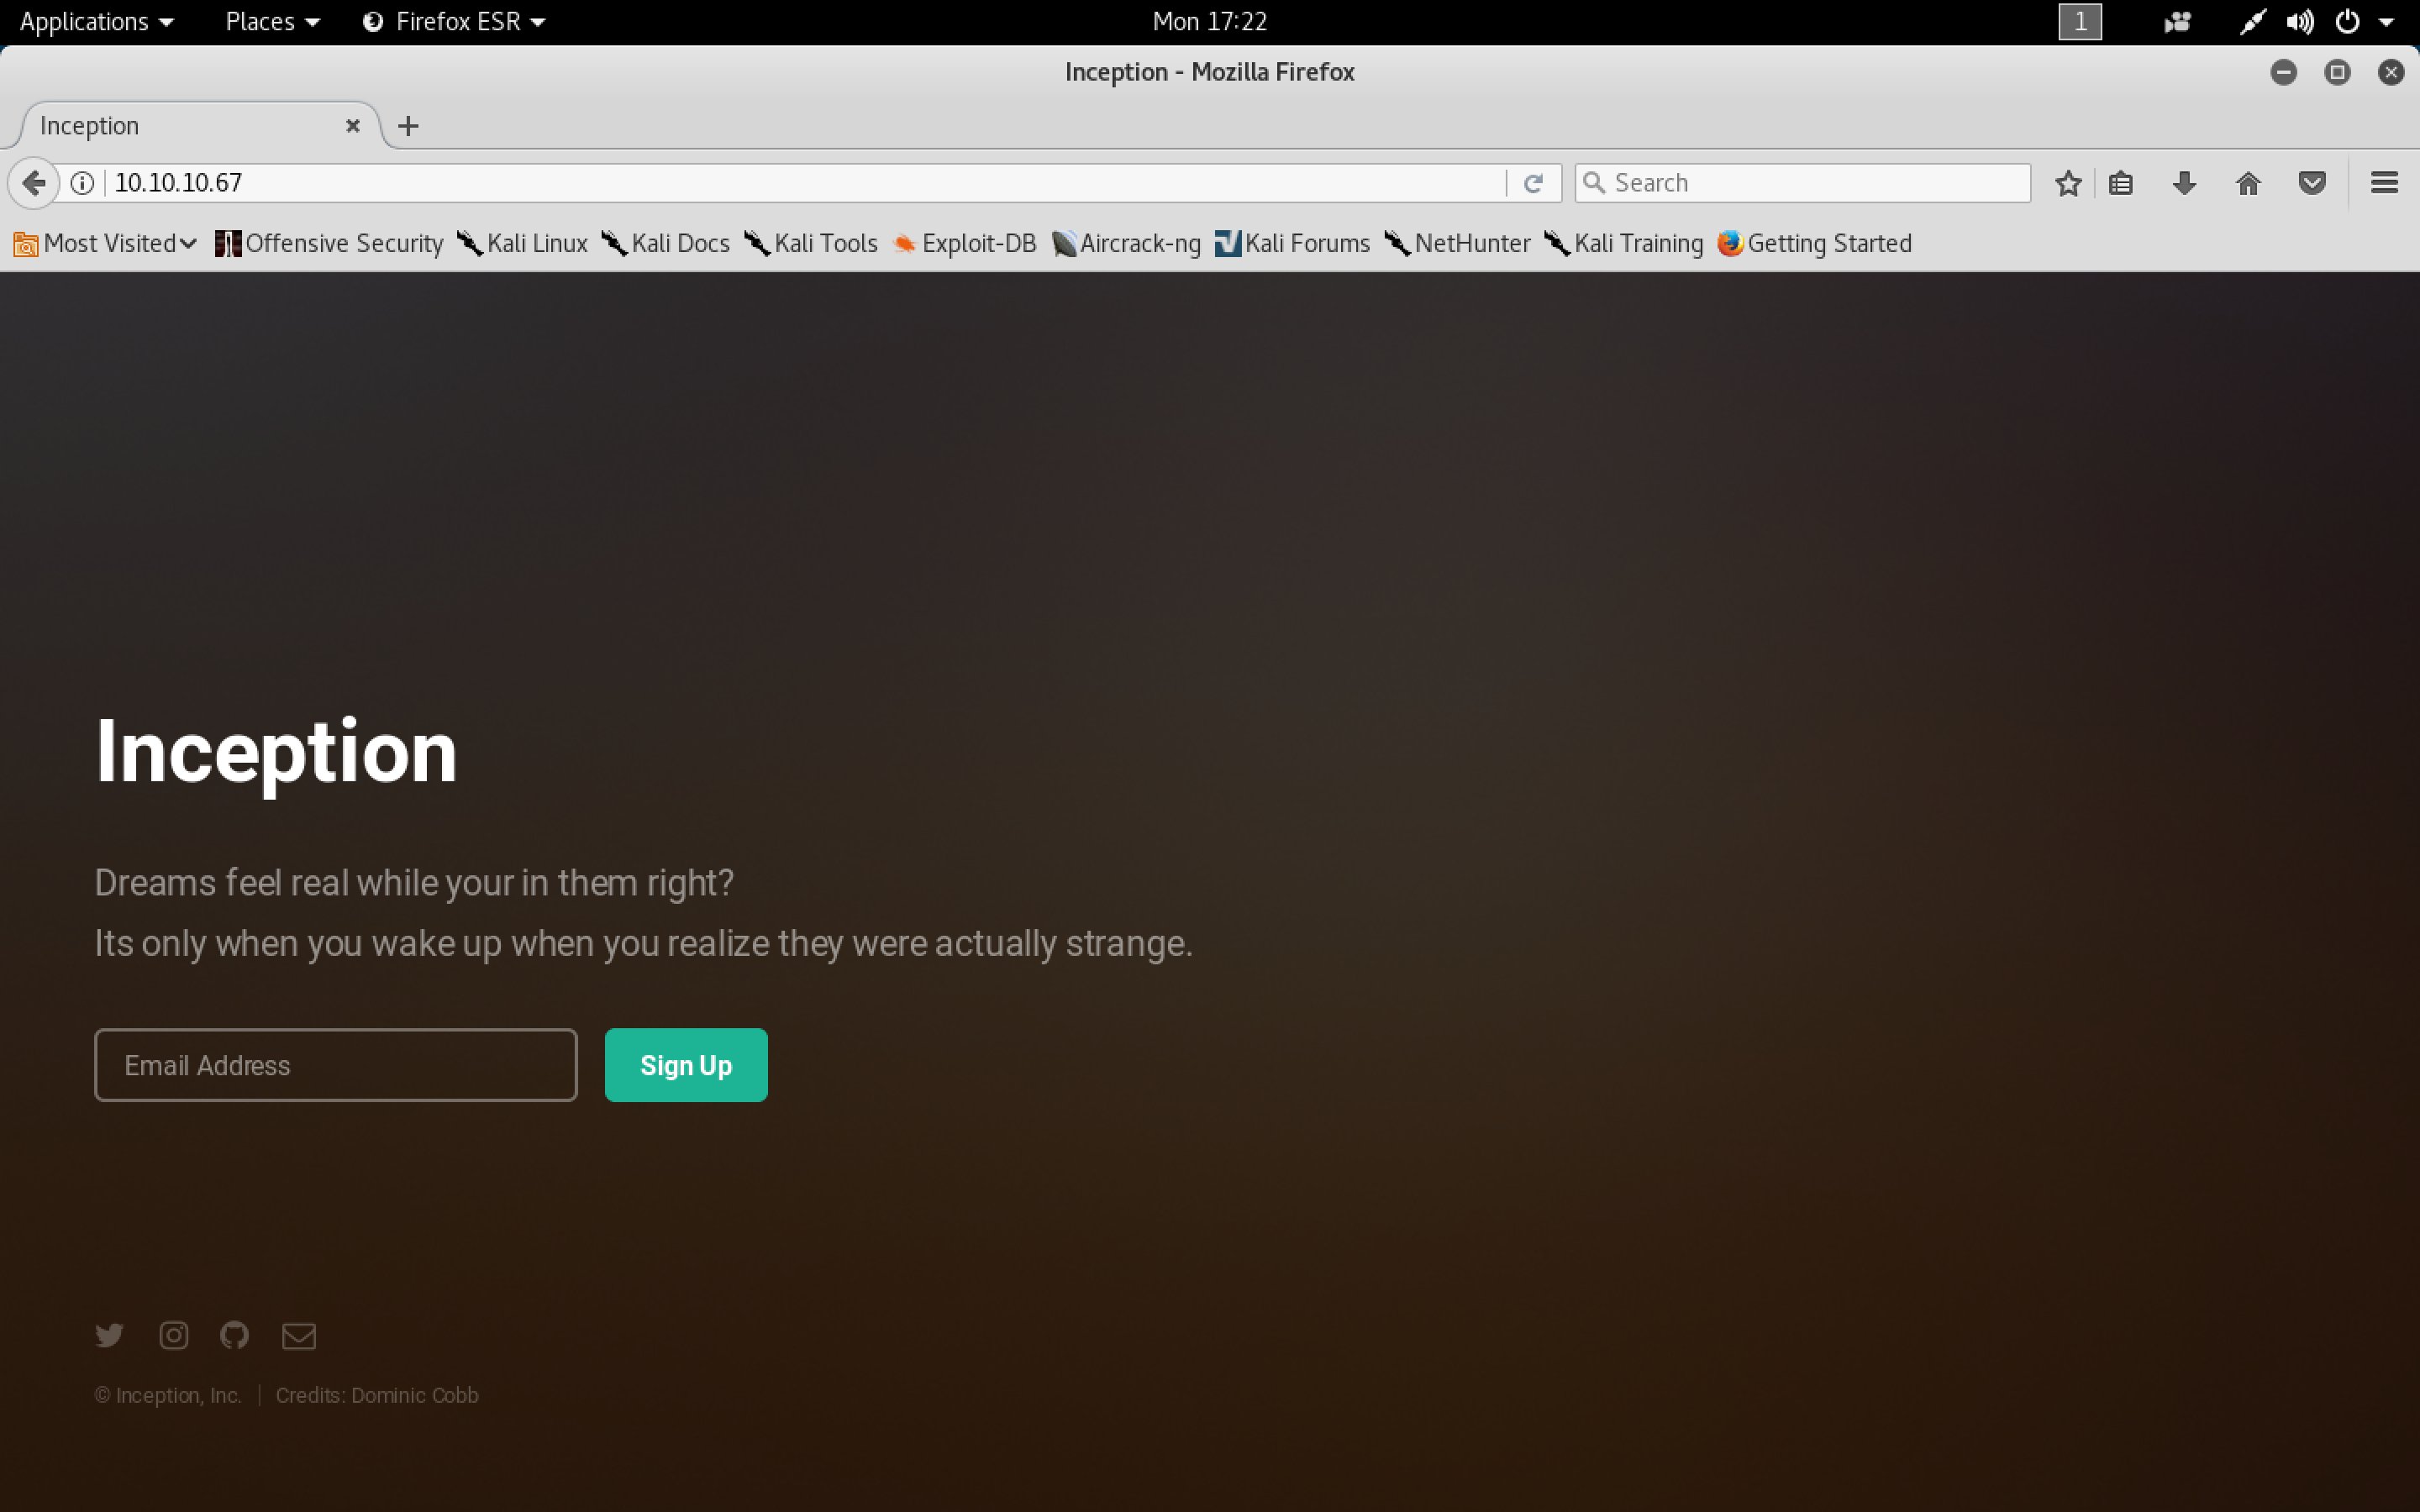 Applications Places Firefox ESR Mon 17:22 1
Inception - Mozilla Firefox
Inception
10.10.10.67 Search
Most Visited Offensive Security Kali Linux Kali Docs Kali Tools Exploit-DB Aircrack-ng Kali Forums NetHunter Kali Training Getting Started
Inception
Dreams feel real while your in them right?
Its only when you wake up when you realize they were actually strange.
Email Address Sign Up
© Inception, Inc. Credits: Dominic Cobb